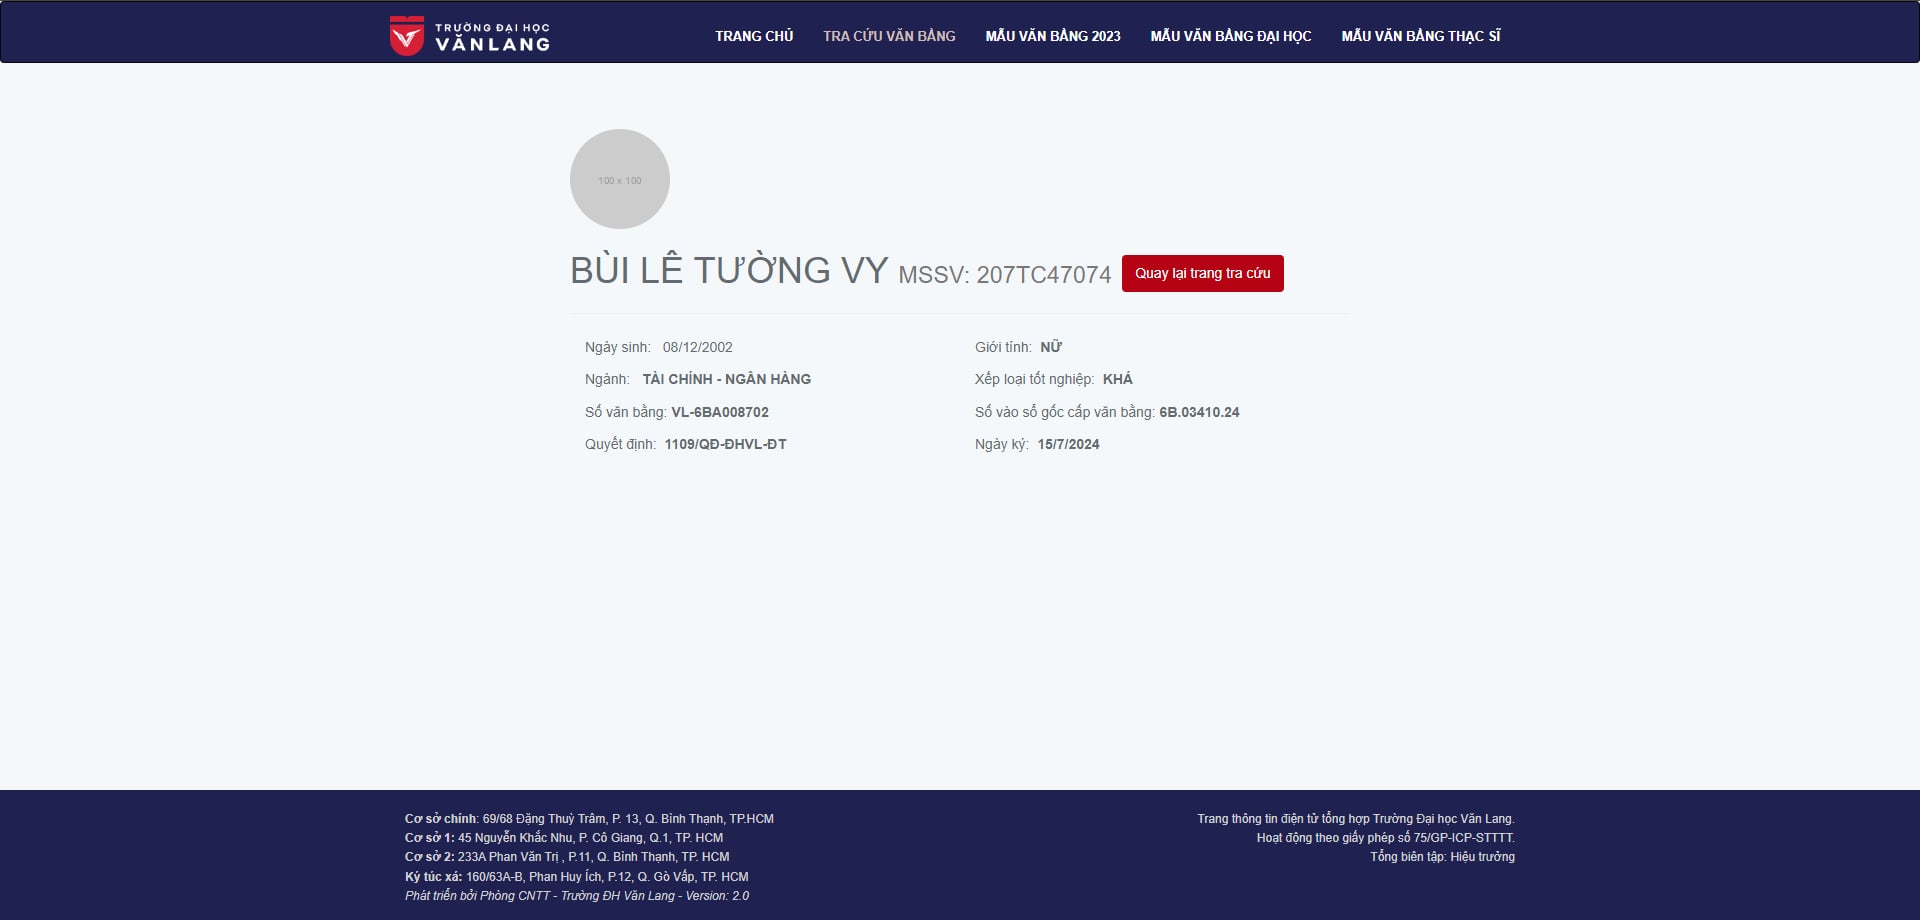 TRƯỜNG ĐẠI HỌC
VĂN LANG
TRANG CHỦ TRA CỨU VĂN BẰNG MẪU VĂN BẰNG 2023 MẪU VĂN BẰNG ĐẠI HỌC MẪU VĂN BẰNG THẠC SĨ
100 x 100
BÙI LÊ TƯỜNG VY MSSV: 207TC47074 Quay lại trang tra cứu
Ngày sinh: 08/12/2002 Giới tính: NỮ
Ngành: TÀI CHÍNH - NGÂN HÀNG Xếp loại tốt nghiệp: KHÁ
Số văn bằng: VL-6BA008702 Số vào sổ gốc cấp văn bằng: 6B.03410.24
Quyết định: 1109/QĐ-ĐHVL-ĐT Ngày ký: 15/7/2024
Cơ sở chính: 69/68 Đặng Thuỳ Trâm, P. 13, Q. Bình Thạnh, TP.HCM
Cơ sở 1: 45 Nguyễn Khắc Nhu, P. Cô Giang, Q.1, TP. HCM
Cơ sở 2: 233A Phan Văn Trị , P.11, Q. Bình Thạnh, TP. HCM
Ký túc xá: 160/63A-B, Phan Huy Ích, P.12, Q. Gò Vấp, TP. HCM
Phát triển bởi Phòng CNTT - Trường ĐH Văn Lang - Version: 2.0
Trang thông tin điện tử tổng hợp Trường Đại học Văn Lang.
Hoạt động theo giấy phép số 75/GP-ICP-STTTT.
Tổng biên tập: Hiệu trưởng